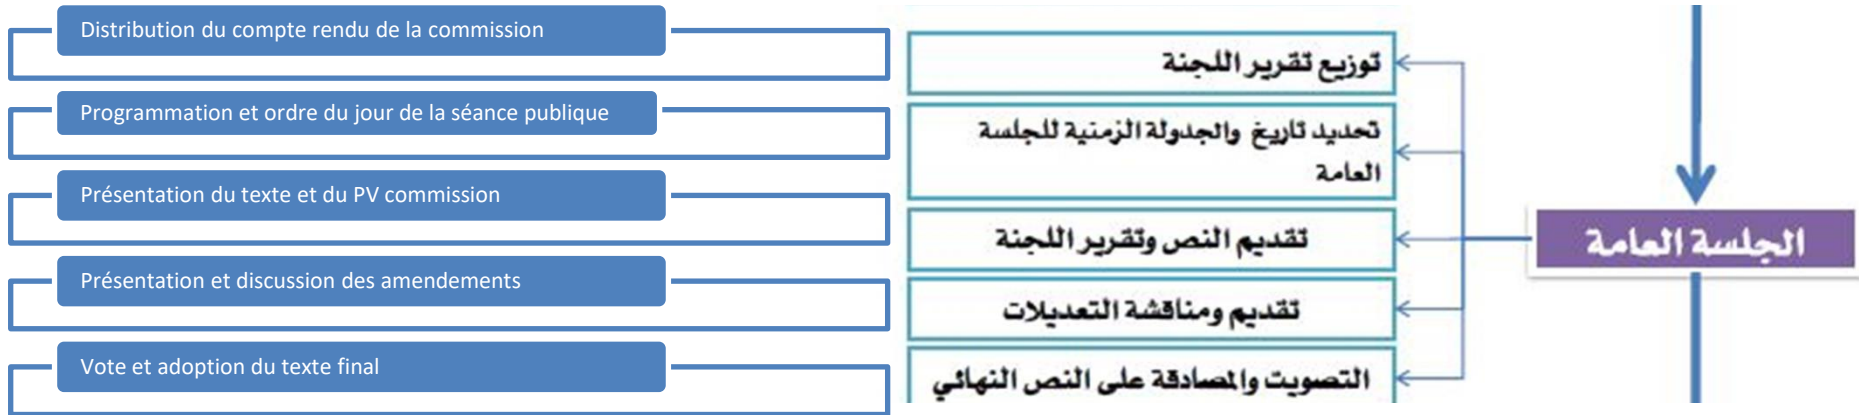 Distribution du compte rendu de la commission
Programmation et ordre du jour de la séance publique
Présentation du texte et du PV commission
Présentation et discussion des amendements
Vote et adoption du texte final
توزيع تقرير اللجنة
تحديد تاريخ والجدولة الزمنية للجلسة
العامة
تقديم النص وتقرير اللجنة
تقديم ومناقشة التعديلات
التصويت والمصادقة على النص النهائي
الجلسة العامة